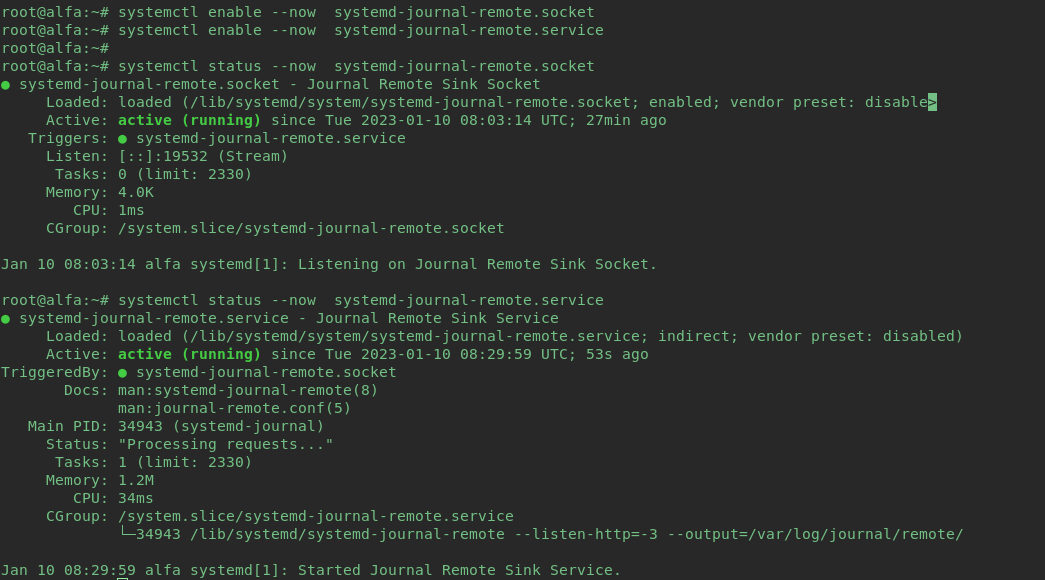 root@alfa:~# systemctl enable --now  systemd-journal-remote.socket
root@alfa:~# systemctl enable --now  systemd-journal-remote.service
root@alfa:~#
root@alfa:~# systemctl status --now  systemd-journal-remote.socket
● systemd-journal-remote.socket - Journal Remote Sink Socket
     Loaded: loaded (/lib/systemd/system/systemd-journal-remote.socket; enabled; vendor preset: disable>
     Active: active (running) since Tue 2023-01-10 08:03:14 UTC; 27min ago
   Triggers: ● systemd-journal-remote.service
     Listen: [::]:19532 (Stream)
      Tasks: 0 (limit: 2330)
     Memory: 4.0K
        CPU: 1ms
     CGroup: /system.slice/systemd-journal-remote.socket

Jan 10 08:03:14 alfa systemd[1]: Listening on Journal Remote Sink Socket.

root@alfa:~# systemctl status --now  systemd-journal-remote.service
● systemd-journal-remote.service - Journal Remote Sink Service
     Loaded: loaded (/lib/systemd/system/systemd-journal-remote.service; indirect; vendor preset: disabled)
     Active: active (running) since Tue 2023-01-10 08:29:59 UTC; 53s ago
TriggeredBy: ● systemd-journal-remote.socket
       Docs: man:systemd-journal-remote(8)
             man:journal-remote.conf(5)
   Main PID: 34943 (systemd-journal)
     Status: "Processing requests..."
      Tasks: 1 (limit: 2330)
     Memory: 1.2M
        CPU: 34ms
     CGroup: /system.slice/systemd-journal-remote.service
             └─34943 /lib/systemd/systemd-journal-remote --listen-http=-3 --output=/var/log/journal/remote/

Jan 10 08:29:59 alfa systemd[1]: Started Journal Remote Sink Service.